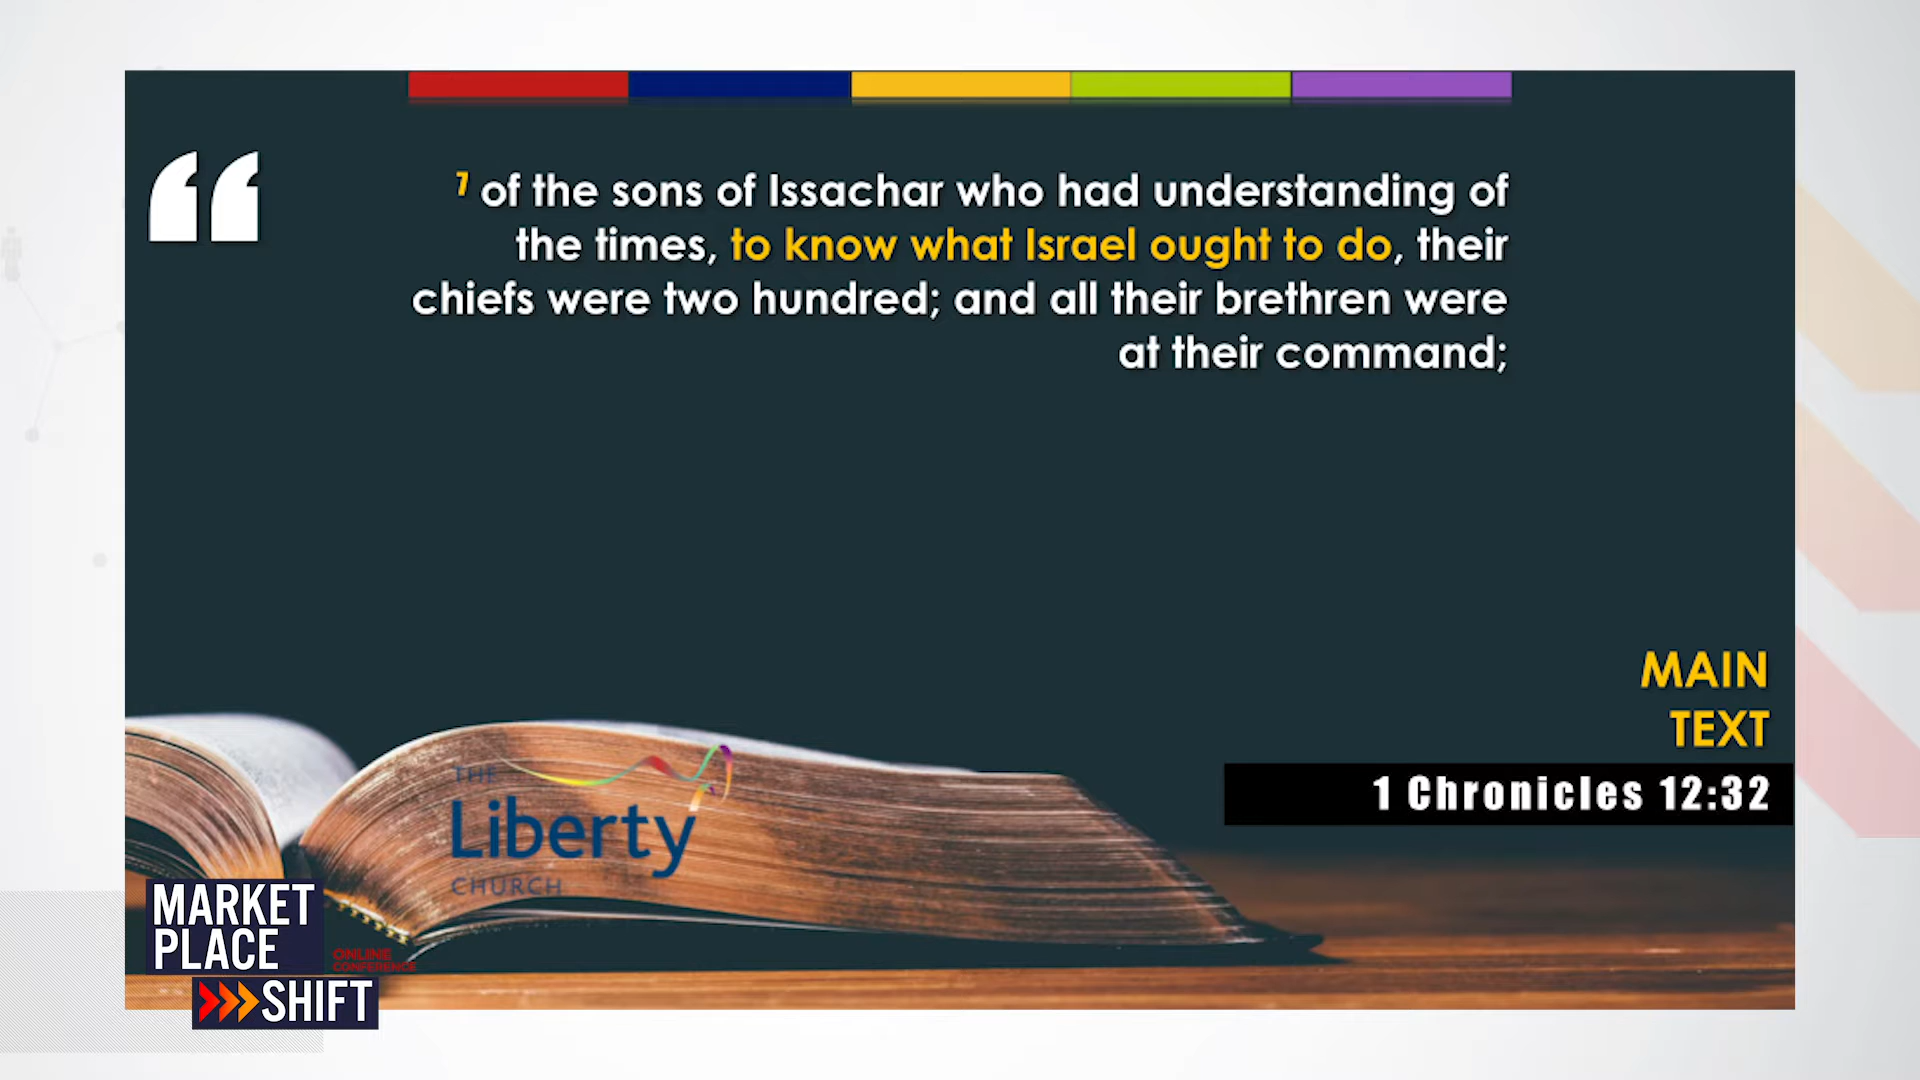 “
7 of the sons of Issachar who had understanding of
the times, to know what Israel ought to do, their
chiefs were two hundred; and all their brethren were
at their command;
MAIN
TEXT
1 Chronicles 12:32
THE
Liberty
CHURCH
MARKET
PLACE
ONLINE
CONFERENCE
SHIFT